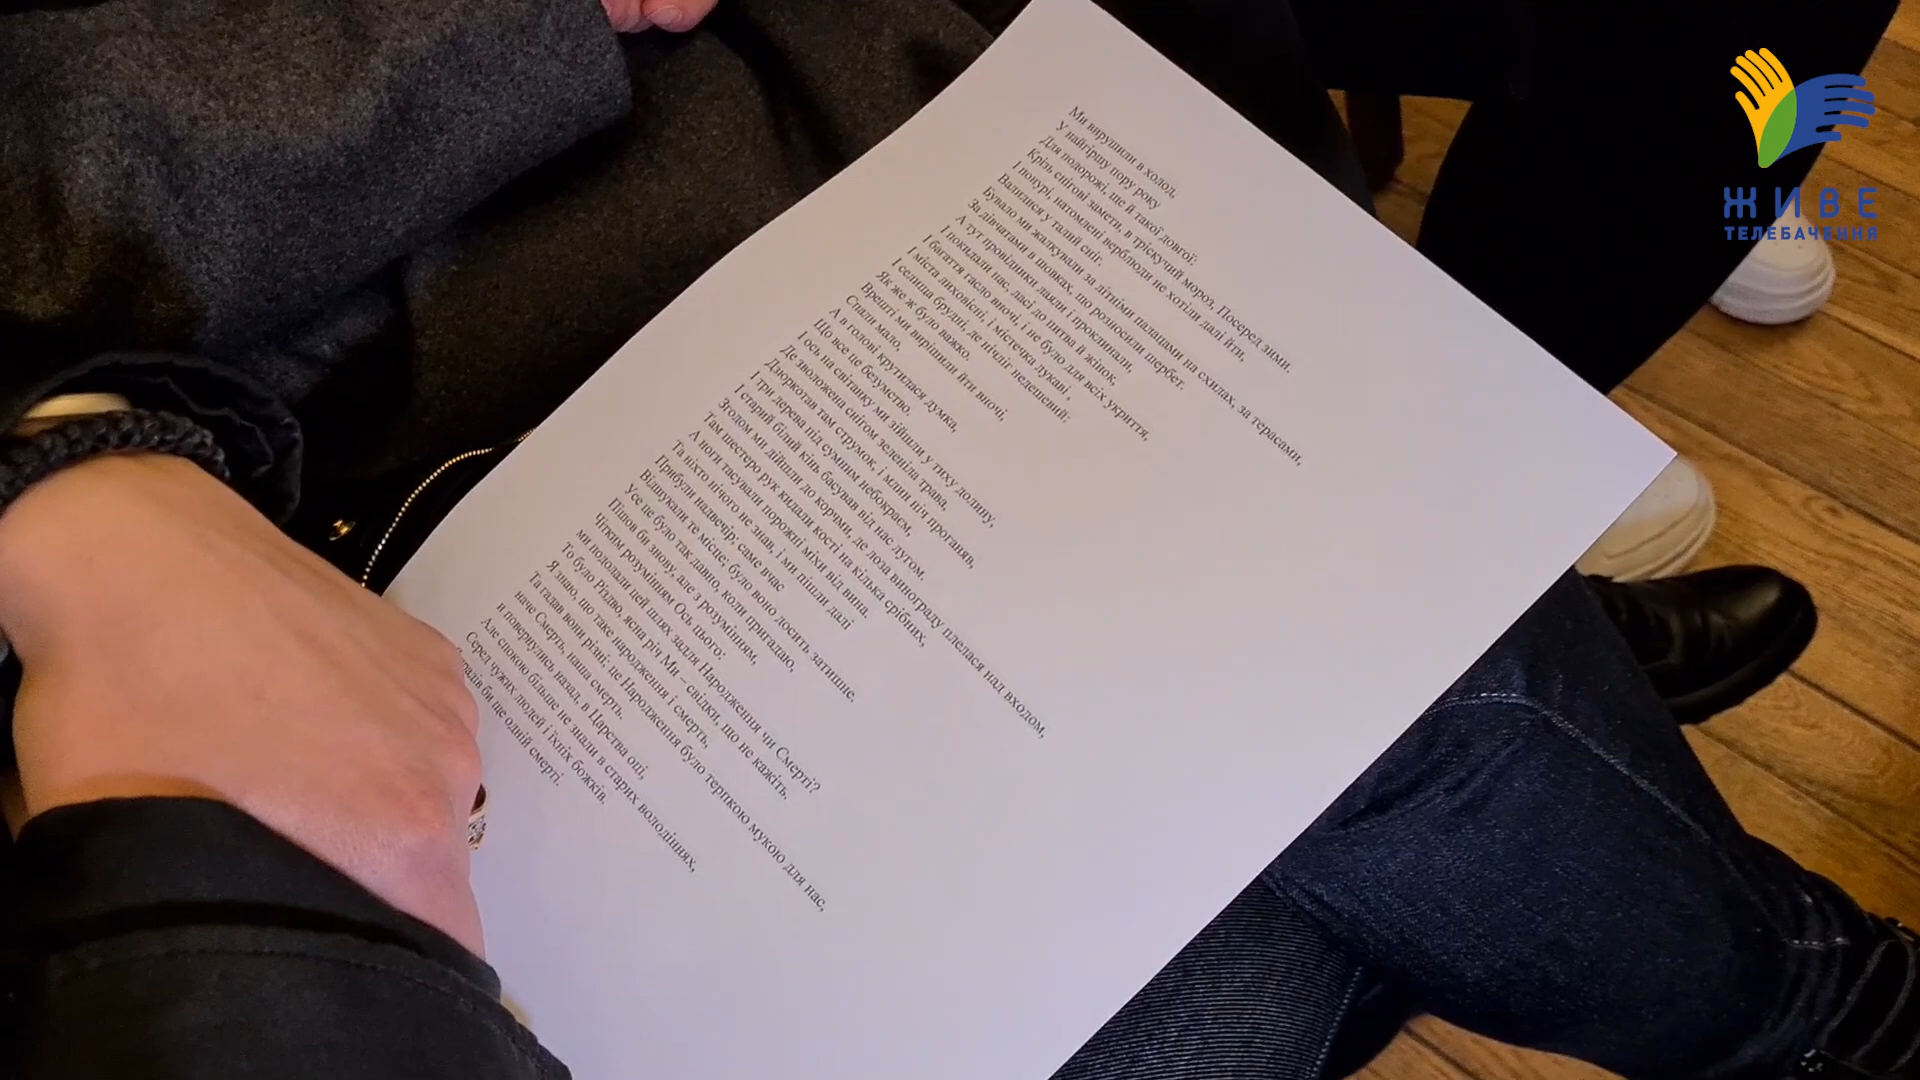 Ми вирушили в холод,
У найгіршу пору року
Для подорожі, ще й такої довгої:
Крізь снігові замети, в тріскучий мороз, Посеред зими.
І понурі, натомлені верблюди не хотіли далі йти,
Валилися у талий сніг.
Бувало ми жалкували за літніми палацами на схилах, за терасами,
За дівчатами в шовках, що розносили щербет.
А тут провідники лаяли і проклинали,
І покидали нас, ласі до питва й жінок,
І багаття гасло вночі, і не було для всіх укриття,
І міста лиховісні, і містечка лукаві ,
І селища брудні, де нічліг недешевий:
Як же ж було важко.
Врешті ми вирішили йти вночі,
Спали мало,
А в голові крутилася думка,
Що все це безумство.
І ось на світанку ми зійшли у тиху долину,
Де зволожена снігом зеленіла трава,
Дзюркотав там струмок, і млин ніч проганяв,
І три дерева під сумним небокраєм,
І старий білий кінь басував від нас лугом.
Згодом ми дійшли до корчми, де лоза винограду плелася над входом,
Там шестеро рук кидали кості на кілька срібних,
А ноги тасували порожні міхи від вина.
Та ніхто нічого не знав, і ми пішли далі
Прибули надвечір; саме вчас
Відшукали те місце; було воно досить затишне.
Усе це було так давно, коли пригадаю,
Пішов би знову, але з розумінням,
Чітким розумінням Ось цього:
ми подолали цей шлях задля Народження чи Смерті?
То було Різдво, ясна річ Ми – свідки, що не кажіть.
Я знаю, що таке народження і смерть,
Та гадав вони різні; це Народження було терпкою мукою для нас,
наче Смерть, наша смерть.
и повернулись назад, в Царства оці,
Але спокою більше не знали в старих володіннях,
Серед чужих людей і їхніх божків.
радів би ще одній смерті.
ЖИВЕ
ТЕЛЕБАЧЕННЯ